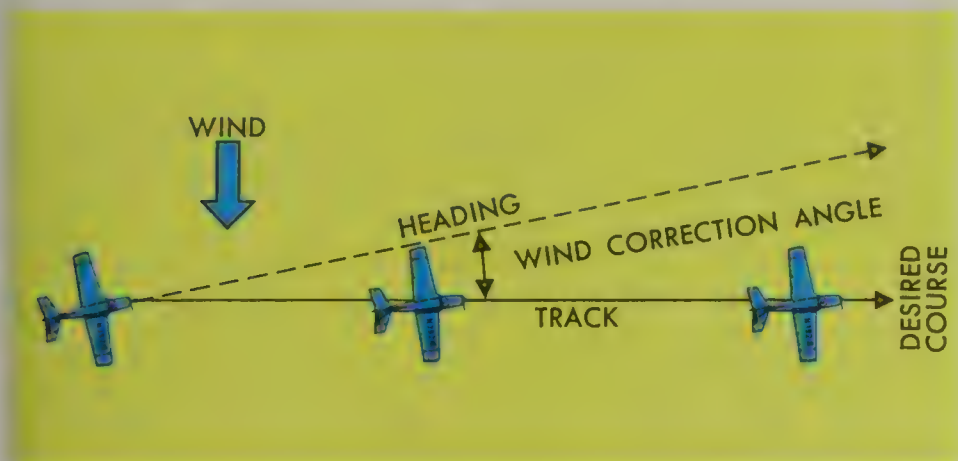 WIND
HEADING
WIND CORRECTION ANGLE
TRACK
DESIRED
COURSE